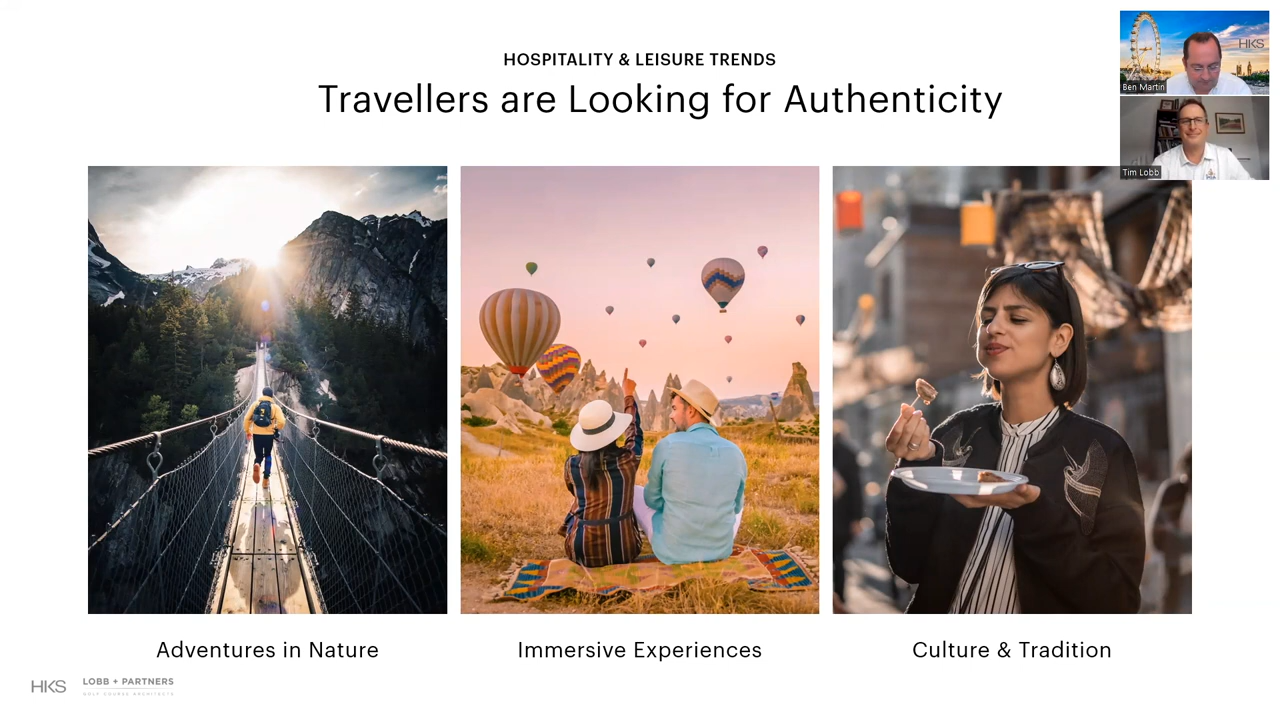 HOSPITALITY & LEISURE TRENDS
Travellers are Looking for Authenticity
HKS
Ben Martin
Tim Lobb
Adventures in Nature
Immersive Experiences
Culture & Tradition
HKS
LOBB + PARTNERS
GOLF COURSE ARCHITECTS